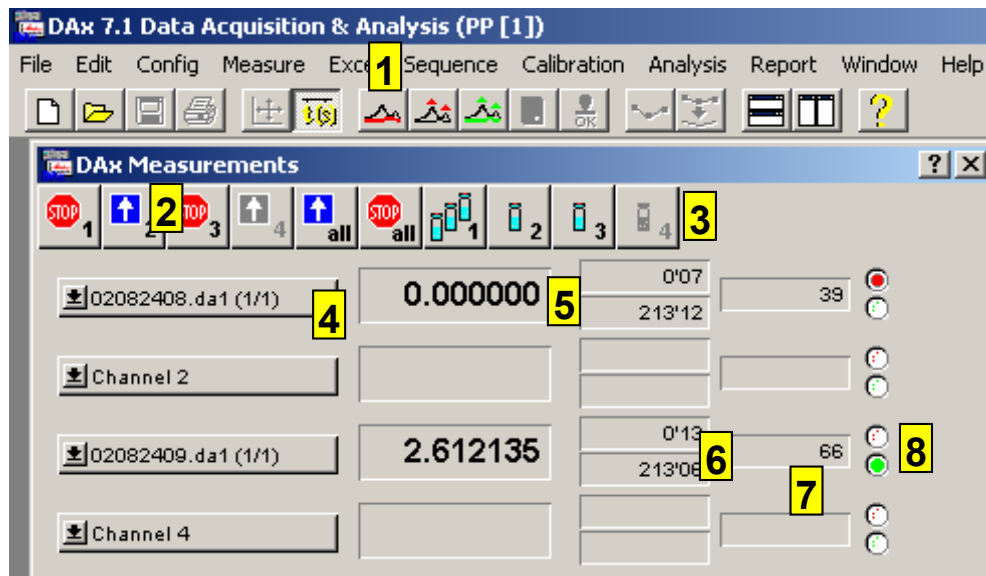 DAx 7.1 Data Acquisition & Analysis (PP [1])
File Edit Config Measure Exce Sequence Calibration Analysis Report Window Help
1
t(s) OK ?
DAx Measurements ? X
STOP 1 2 2 STOP 3 4 all STOP all 1 2 3 4 3
02082408.da1 (1/1) 4 0.000000 5 0'07 39
213'12
Channel 2
02082409.da1 (1/1) 2.612135 0'13 6 66 8
213'06 7
Channel 4